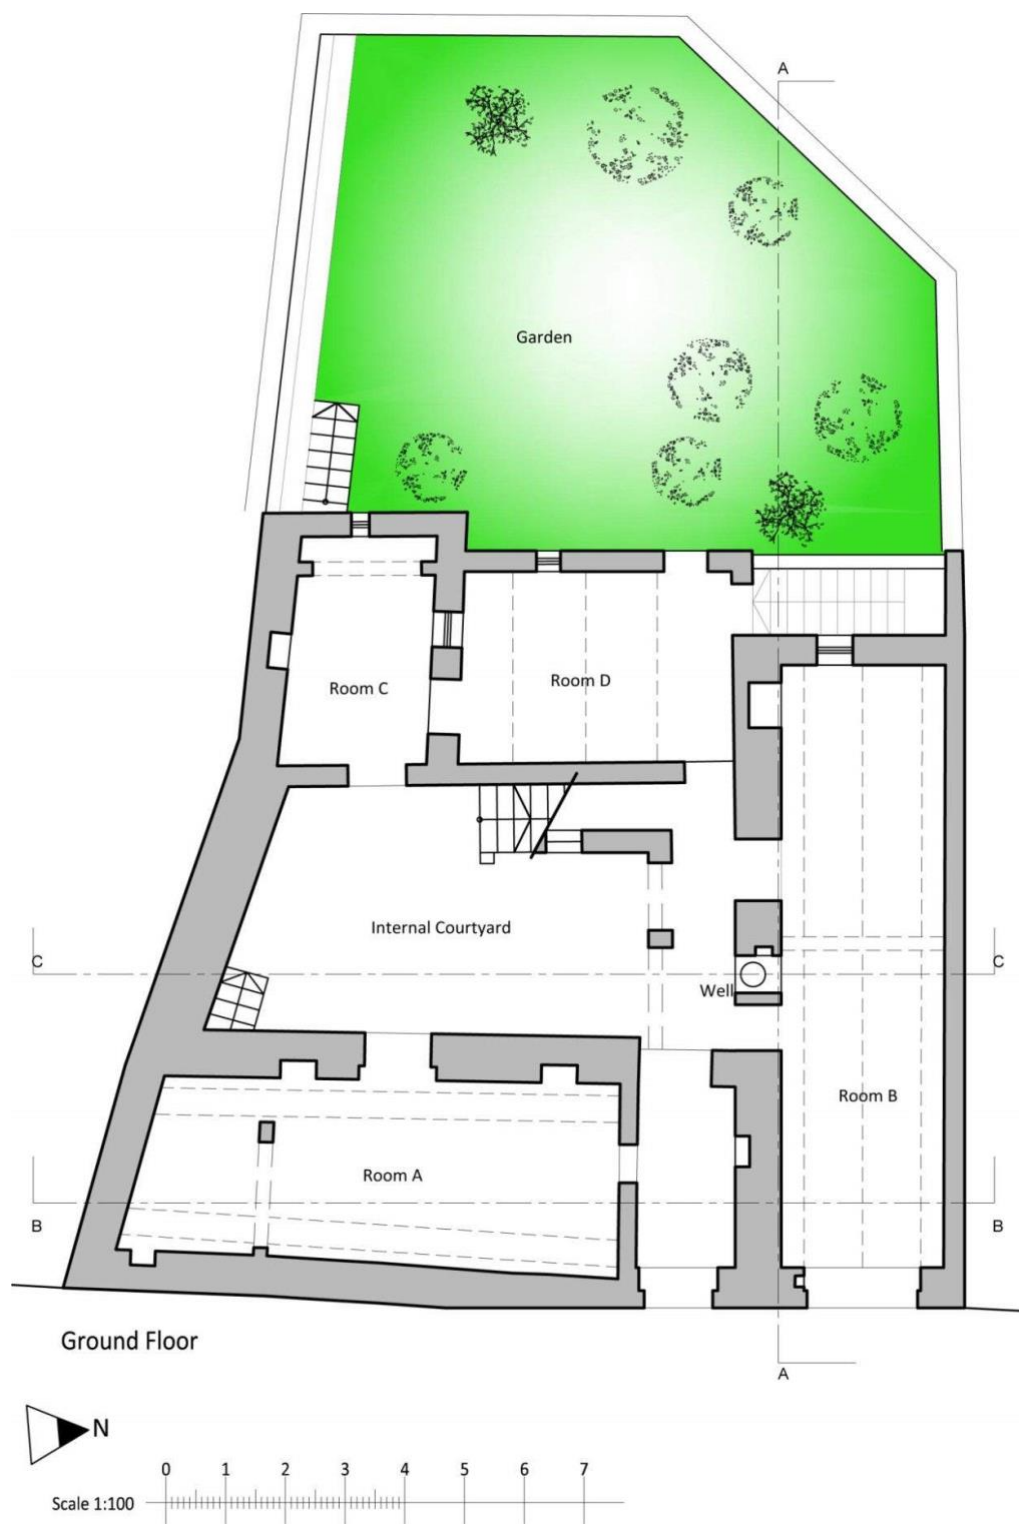 A
Garden
Room C
Room D
Internal Courtyard
C
C
Well
Room B
Room A
B
B
Ground Floor
A
N
0 1 2 3 4 5 6 7
Scale 1:100